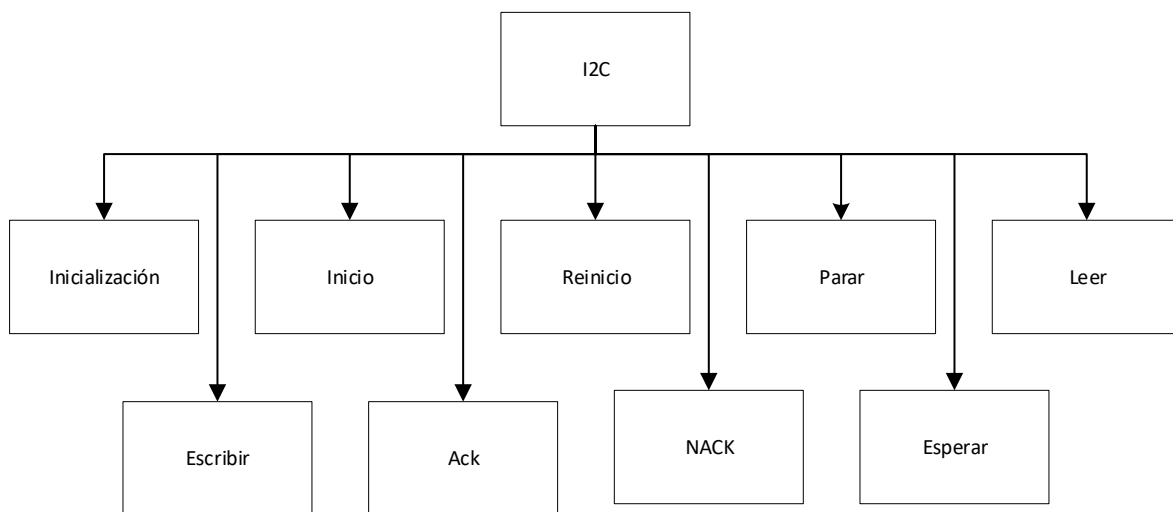 I2C
Inicialización
Inicio
Reinicio
Parar
Leer
Escribir
Ack
NACK
Esperar